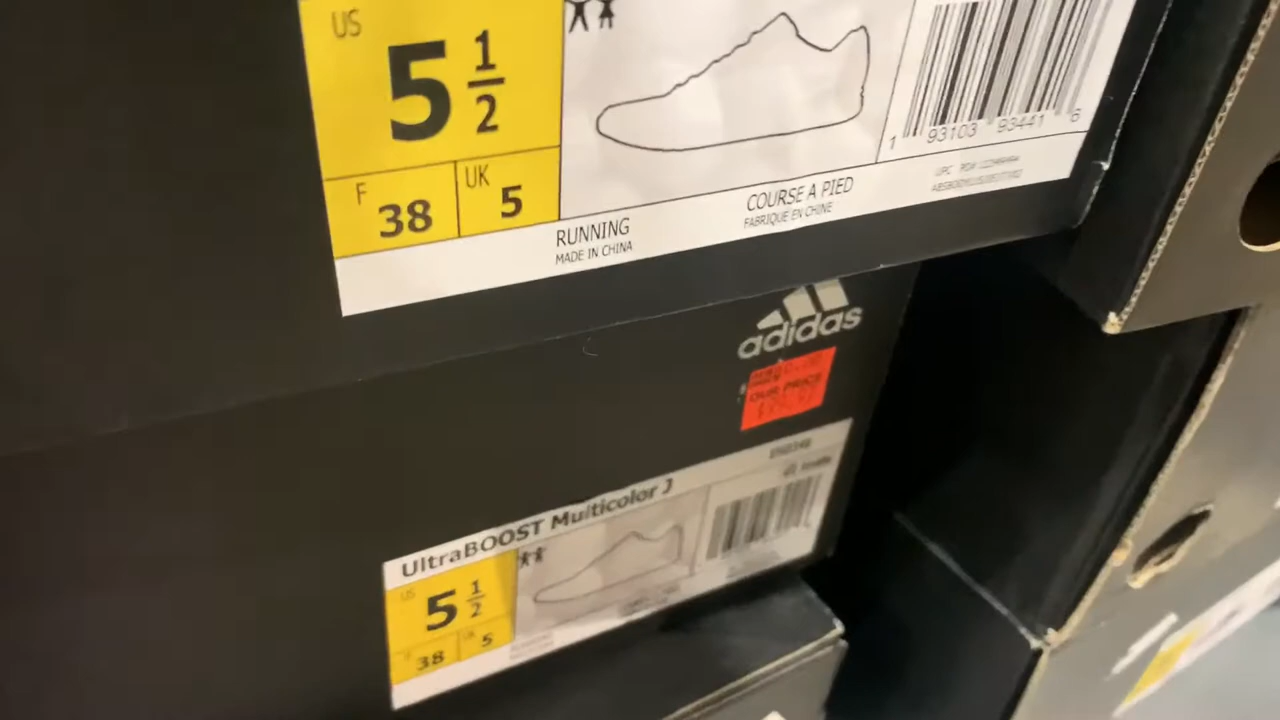 US
5 1/2
F 38
UK 5
1 93103 93441 6
RUNNING
MADE IN CHINA
COURSE A PIED
FABRIQUE EN CHINE
adidas
OUR PRICE
UltraBOOST Multicolor J
US
5 1/2
F 38
UK 5